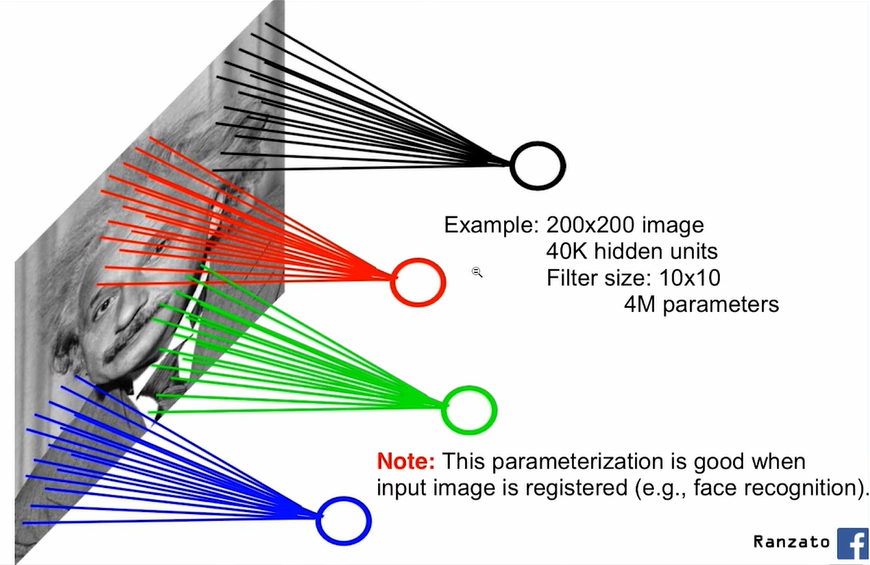 Example: 200x200 image
40K hidden units
Filter size: 10x10
4M parameters
Note: This parameterization is good when
input image is registered (e.g., face recognition).
Ranzato f